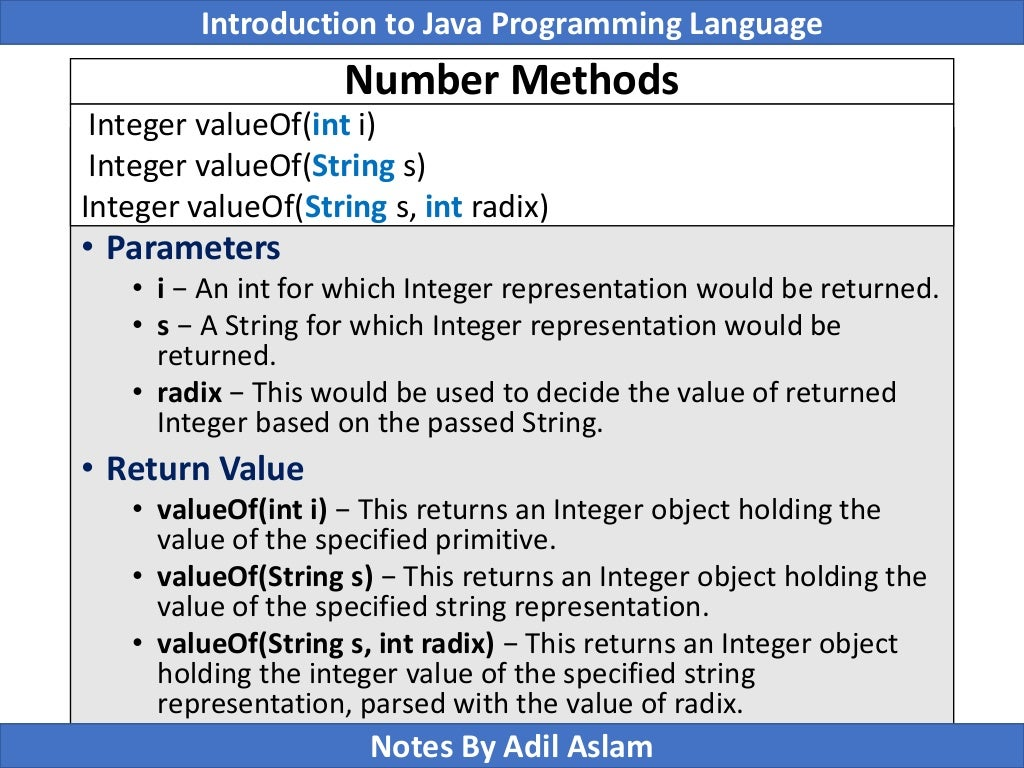 Introduction to Java Programming Language
Number Methods
Integer valueOf(int i)
Integer valueOf(String s)
Integer valueOf(String s, int radix)
• Parameters
• i − An int for which Integer representation would be returned.
• s − A String for which Integer representation would be
returned.
• radix − This would be used to decide the value of returned
Integer based on the passed String.
• Return Value
• valueOf(int i) − This returns an Integer object holding the
value of the specified primitive.
• valueOf(String s) − This returns an Integer object holding the
value of the specified string representation.
• valueOf(String s, int radix) − This returns an Integer object
holding the integer value of the specified string
representation, parsed with the value of radix.
Notes By Adil Aslam